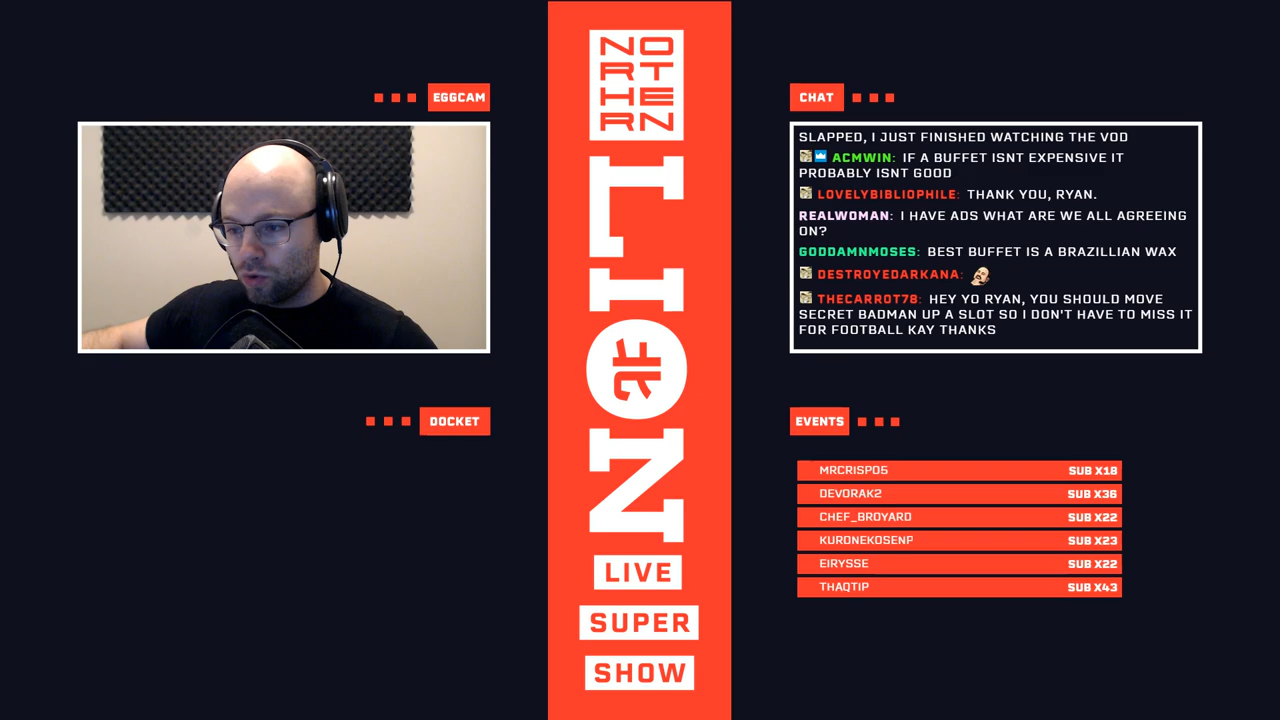 EGGCAM
DOCKET
NO
RT
HE
RN
LION
LIVE
SUPER
SHOW
CHAT
SLAPPED, I JUST FINISHED WATCHING THE VOD
ACMWIN: IF A BUFFET ISNT EXPENSIVE IT
PROBABLY ISNT GOOD
LOVELYBIBLIOPHILE: THANK YOU, RYAN.
REALWOMAN: I HAVE ADS WHAT ARE WE ALL AGREEING
ON?
GODDAMNMOSES: BEST BUFFET IS A BRAZILLIAN WAX
DESTROYEDARKANA:
THECARROT78: HEY YO RYAN, YOU SHOULD MOVE
SECRET BADMAN UP A SLOT SO I DON'T HAVE TO MISS IT
FOR FOOTBALL KAY THANKS
EVENTS
MRCRISPO5 SUB X18
DEVORAK2 SUB X36
CHEF_BROYARD SUB X22
KURONEKOSENP SUB X23
EIRYSSE SUB X22
THAQTIP SUB X43